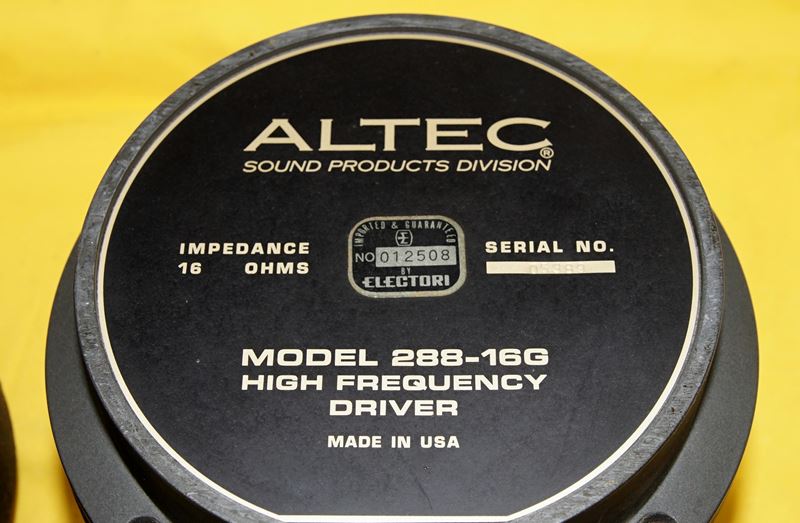 ALTEC®
SOUND PRODUCTS DIVISION
IMPEDANCE
16 OHMS
IMPORTED & GUARANTEED
E
NO 012508
BY
ELECTORI
SERIAL NO.
MODEL 288-16G
HIGH FREQUENCY
DRIVER
MADE IN USA